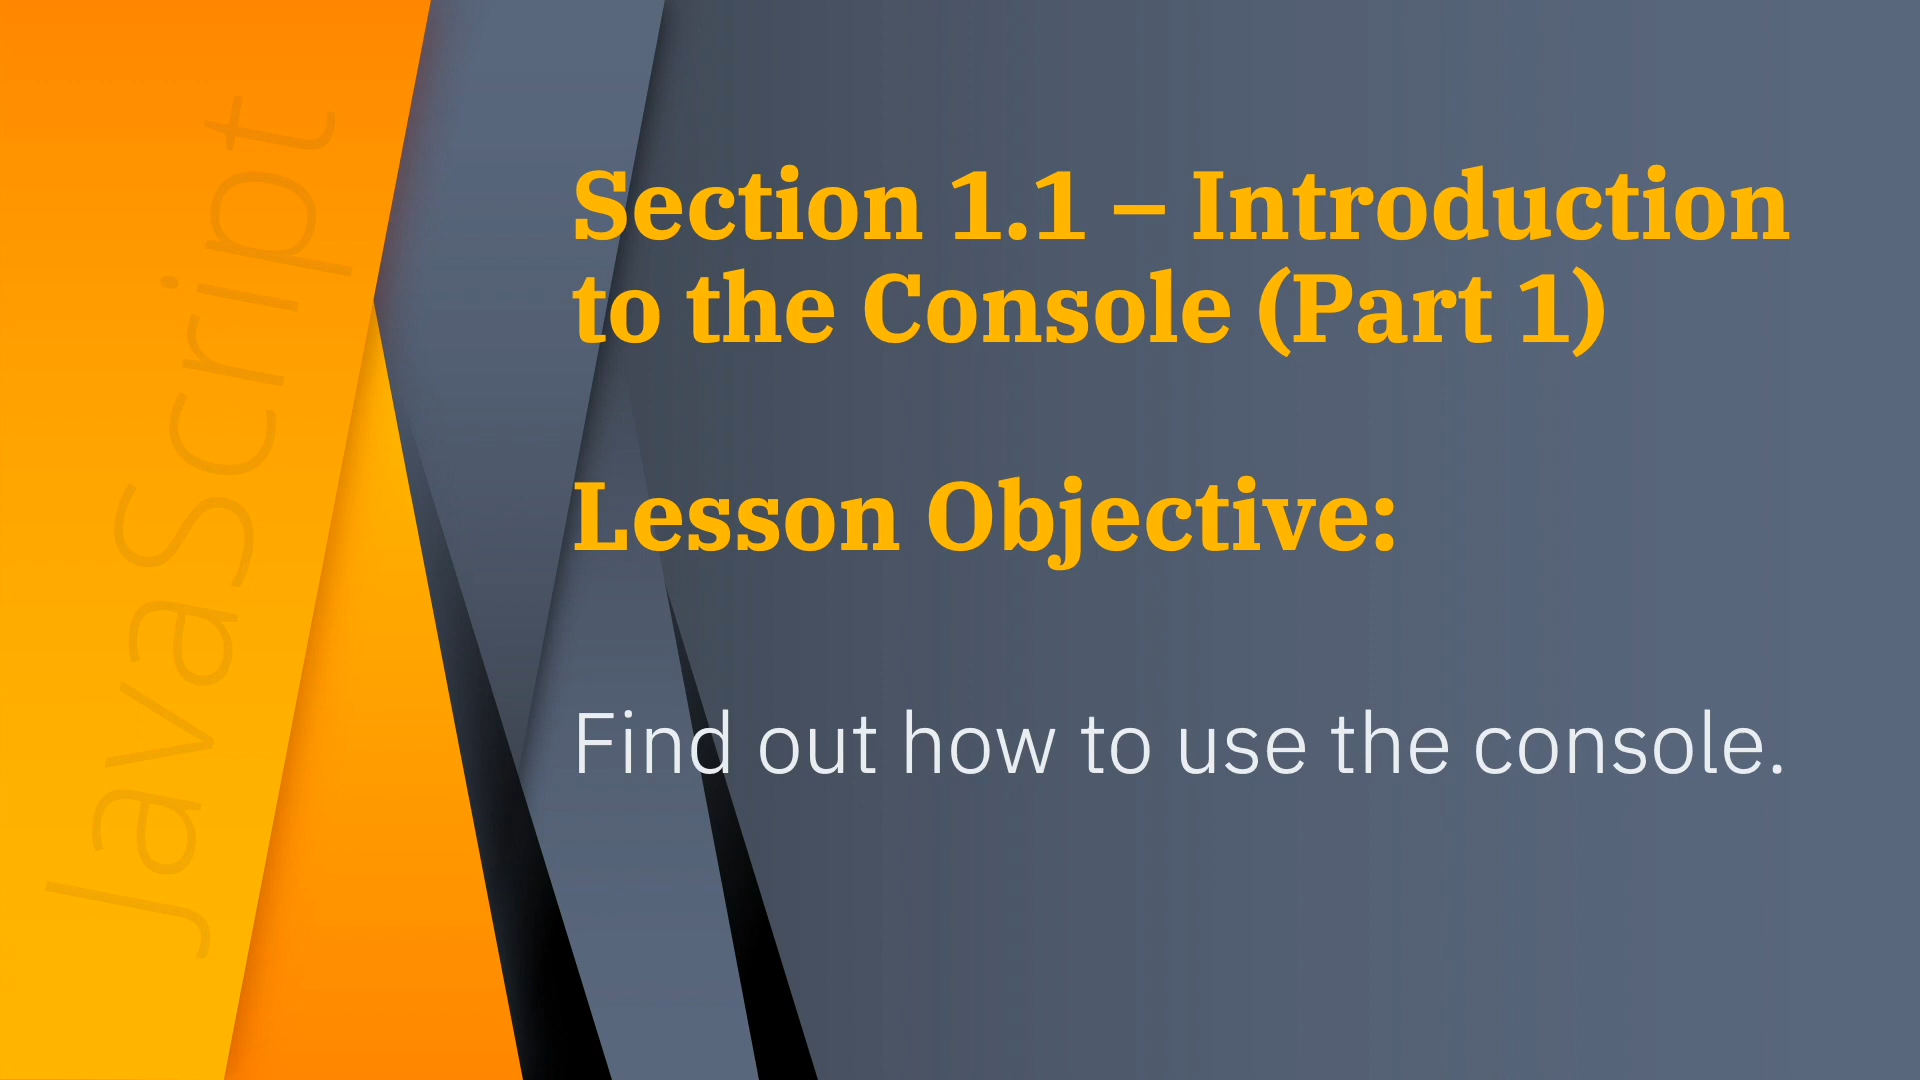 JavaScript
Section 1.1 – Introduction
to the Console (Part 1)
Lesson Objective:
Find out how to use the console.